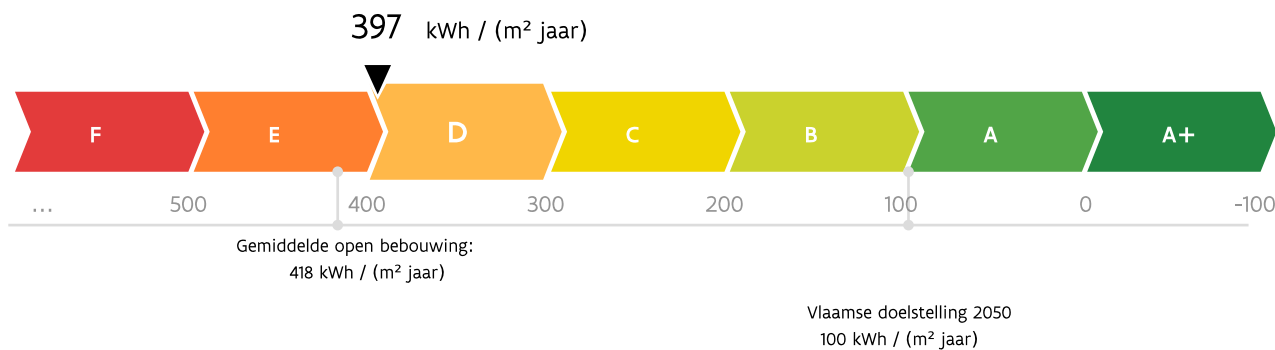 397 kWh / (m² jaar)
F E D C B A A+
... 500 400 300 200 100 0 -100
Gemiddelde open bebouwing:
418 kWh / (m² jaar)
Vlaamse doelstelling 2050
100 kWh / (m² jaar)